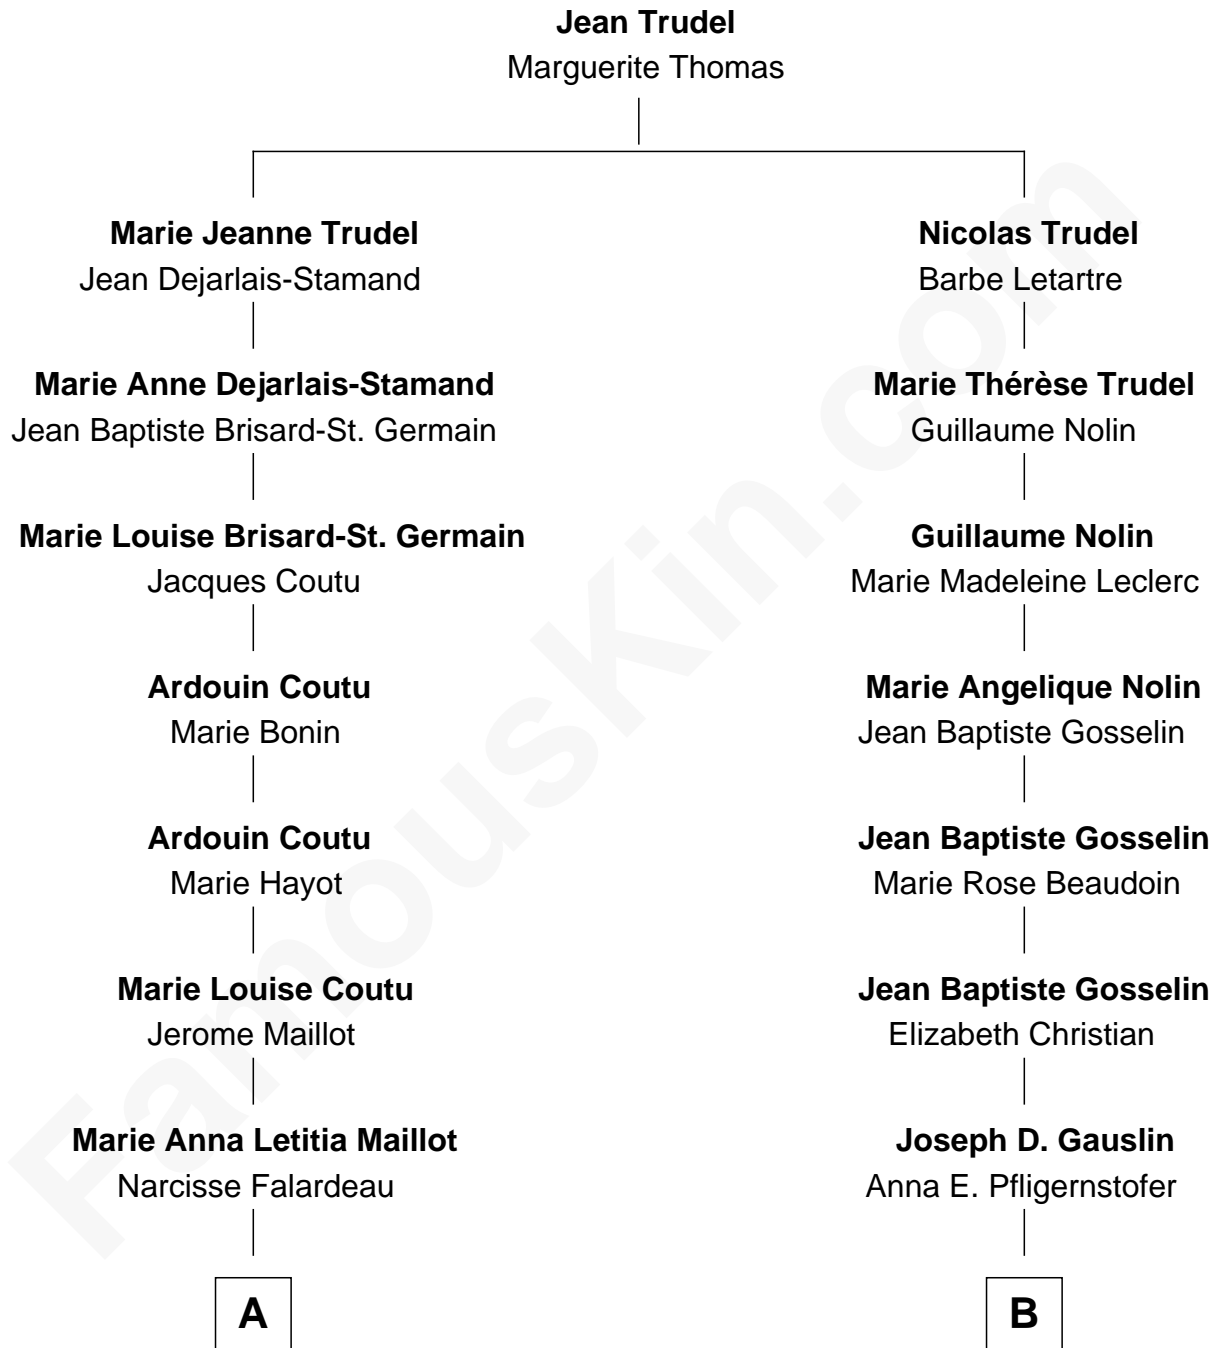 Jean Trudel
Marguerite Thomas
Marie Jeanne Trudel
Jean Dejarlais-Stamand
Nicolas Trudel
Barbe Letartre
Marie Anne Dejarlais-Stamand
Jean Baptiste Brisard-St. Germain
Marie Thérèse Trudel
Guillaume Nolin
Marie Louise Brisard-St. Germain
Jacques Coutu
Guillaume Nolin
Marie Madeleine Leclerc
Ardouin Coutu
Marie Bonin
Marie Angelique Nolin
Jean Baptiste Gosselin
Ardouin Coutu
Marie Hayot
Jean Baptiste Gosselin
Marie Rose Beaudoin
Marie Louise Coutu
Jerome Maillot
Jean Baptiste Gosselin
Elizabeth Christian
Marie Anna Letitia Maillot
Narcisse Falardeau
Joseph D. Gauslin
Anna E. Pfligernstofer
A
B
FamousKin.com